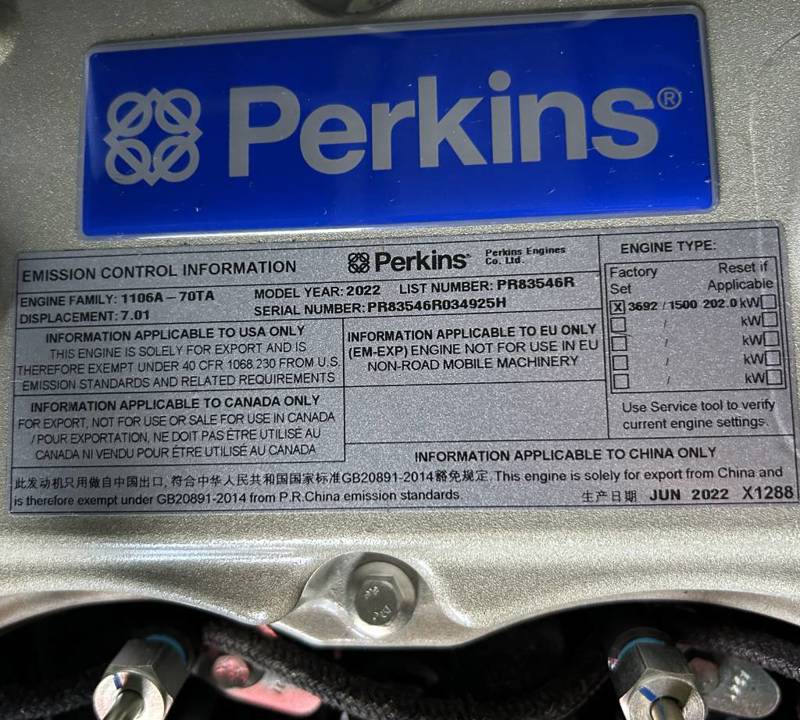 Perkins®
EMISSION CONTROL INFORMATION
Perkins®
Perkins Engines
Co. Ltd.
ENGINE FAMILY: 1106A-70TA
MODEL YEAR: 2022 LIST NUMBER: PR83546R
DISPLACEMENT: 7.01
SERIAL NUMBER: PR83546R034925H
ENGINE TYPE:
Factory Set
Reset if Applicable
X 3692 / 1500 202.0 kW
/ kW
/ kW
/ kW
/ kW
Use Service tool to verify
current engine settings.
INFORMATION APPLICABLE TO USA ONLY
THIS ENGINE IS SOLELY FOR EXPORT AND IS
THEREFORE EXEMPT UNDER 40 CFR 1068.230 FROM U.S.
EMISSION STANDARDS AND RELATED REQUIREMENTS
INFORMATION APPLICABLE TO EU ONLY
(EM-EXP) ENGINE NOT FOR USE IN EU
NON-ROAD MOBILE MACHINERY
INFORMATION APPLICABLE TO CANADA ONLY
FOR EXPORT, NOT FOR USE OR SALE FOR USE IN CANADA
/ POUR EXPORTATION, NE DOIT PAS ÉTRE UTILISÉ AU
CANADA NI VENDU POUR ÉTRE UTILISÉ AU CANADA
INFORMATION APPLICABLE TO CHINA ONLY
此发动机只用做自中国出口, 符合中华人民共和国国家标准GB20891-2014豁免规定. This engine is solely for export from China and
is therefore exempt under GB20891-2014 from P.R.China emission standards.
生产日期 JUN 2022 X1288